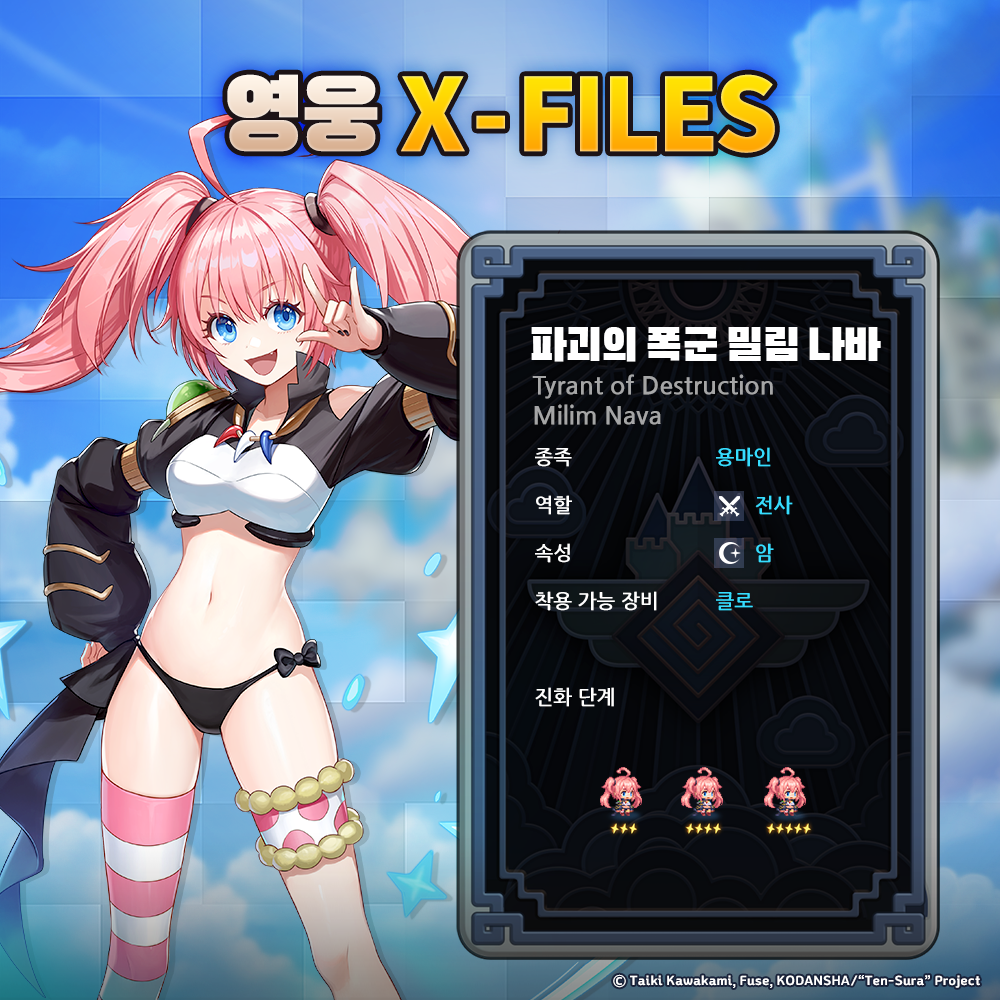 영웅 X-FILES
파괴의 폭군 밀림 나바
Tyrant of Destruction
Milim Nava
종족 용마인
역할 전사
속성 암
착용 가능 장비 클로
진화 단계
© Taiki Kawakami, Fuse, KODANSHA/“Ten-Sura” Project